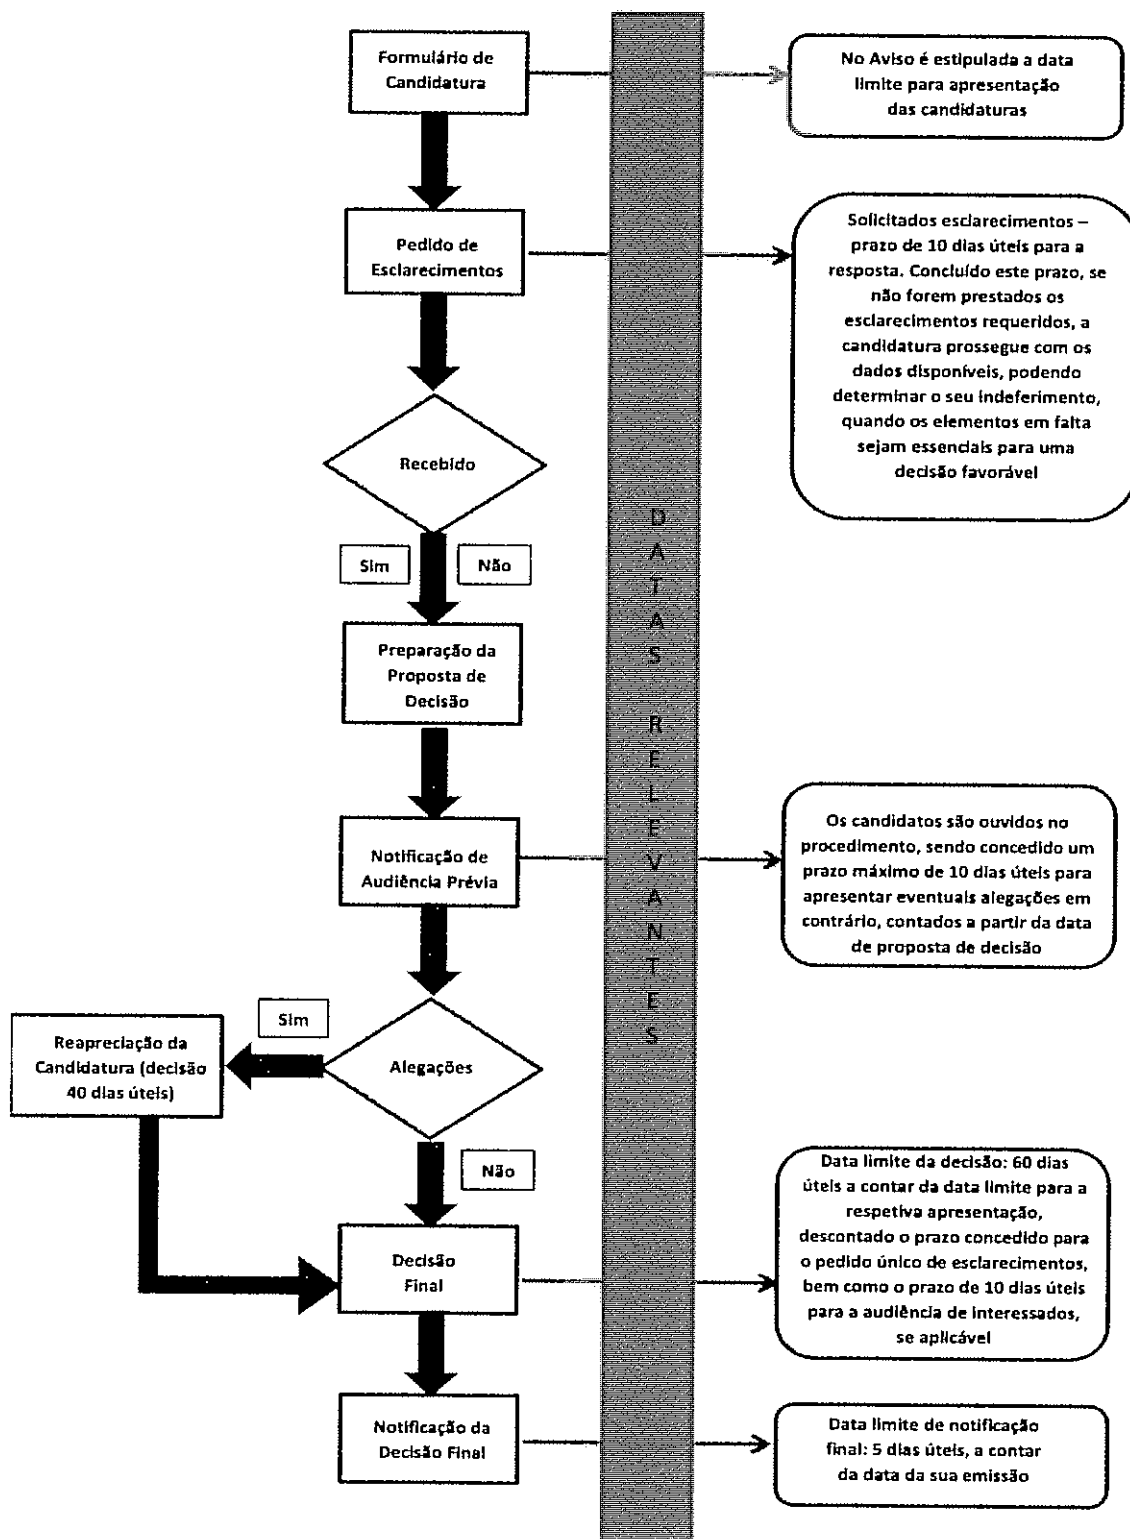 Formulário de
Candidatura
No Aviso é estipulada a data
limite para apresentação
das candidaturas
Pedido de
Esclarecimentos
Solicitados esclarecimentos –
prazo de 10 dias úteis para a
resposta. Concluído este prazo, se
não forem prestados os
esclarecimentos requeridos, a
candidatura prossegue com os
dados disponíveis, podendo
determinar o seu indeferimento,
quando os elementos em falta
sejam essenciais para uma
decisão favorável
Recebido
Sim
Não
Preparação da
Proposta de
Decisão
DATAS RELEVANTES
Notificação de
Audiência Prévia
Os candidatos são ouvidos no
procedimento, sendo concedido um
prazo máximo de 10 dias úteis para
apresentar eventuais alegações em
contrário, contados a partir da data
de proposta de decisão
Sim
Reapreciação da
Candidatura (decisão
40 dias úteis)
Alegações
Não
Decisão
Final
Data limite da decisão: 60 dias
úteis a contar da data limite para a
respetiva apresentação,
descontado o prazo concedido para
o pedido único de esclarecimentos,
bem como o prazo de 10 dias úteis
para a audiência de interessados,
se aplicável
Notificação da
Decisão Final
Data limite de notificação
final: 5 dias úteis, a contar
da data da sua emissão